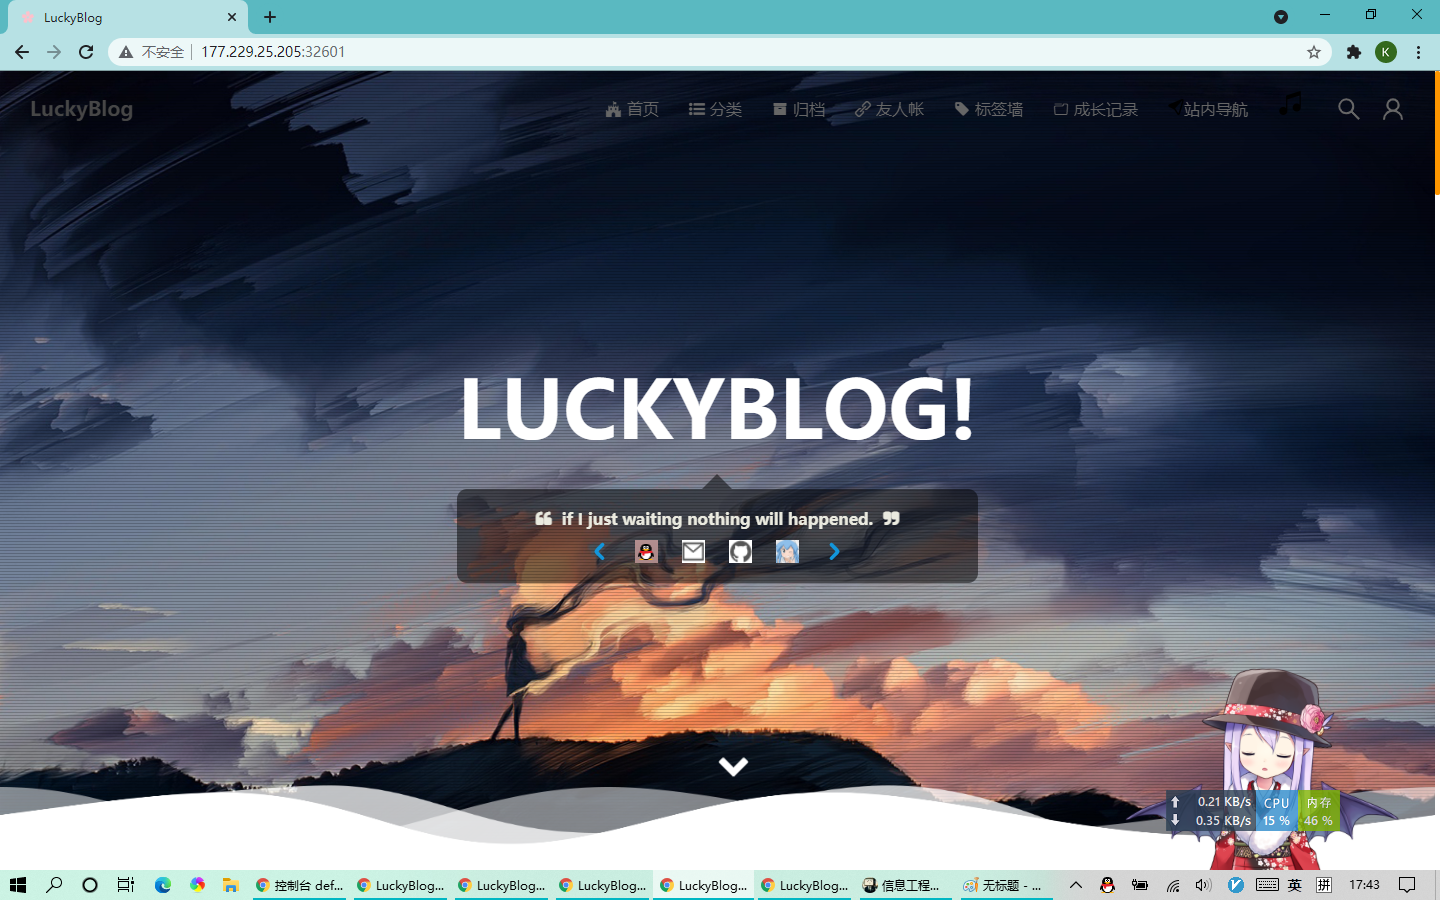 LuckyBlog
不安全 177.229.25.205:32601
K
LuckyBlog
首页 分类 归档 友人帐 标签墙 成长记录 站内导航
LUCKYBLOG!
if I just waiting nothing will happened.
0.21 KB/s CPU 内存
0.35 KB/s 15 % 46 %
控制台 def... LuckyBlog... LuckyBlog... LuckyBlog... LuckyBlog... LuckyBlog... 信息工程... 无标题 - ... 英 拼 17:43